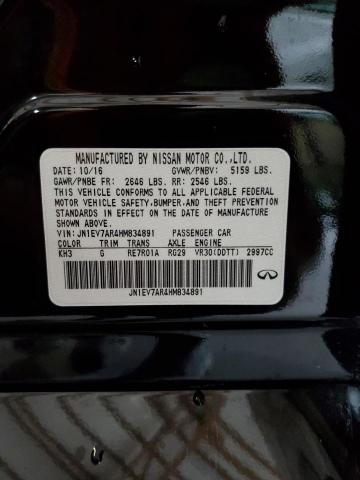 MANUFACTURED BY NISSAN MOTOR CO.,LTD.
DATE: 10/16 GVWR/PNBV: 5159 LBS.
GAWR/PNBE FR: 2646 LBS. RR: 2546 LBS.
THIS VEHICLE CONFORMS TO ALL APPLICABLE FEDERAL
MOTOR VEHICLE SAFETY,BUMPER, AND THEFT PREVENTION
STANDARDS IN EFFECT ON THE DATE OF MANUFACTURE
SHOWN ABOVE.
VIN: JN1EV7AR4HM834891 PASSENGER CAR
COLOR TRIM TRANS AXLE ENGINE
KH3 G RE7R01A RG29 VR30(DDTT) 2997CC
JN1EV7AR4HM834891
INFINITI